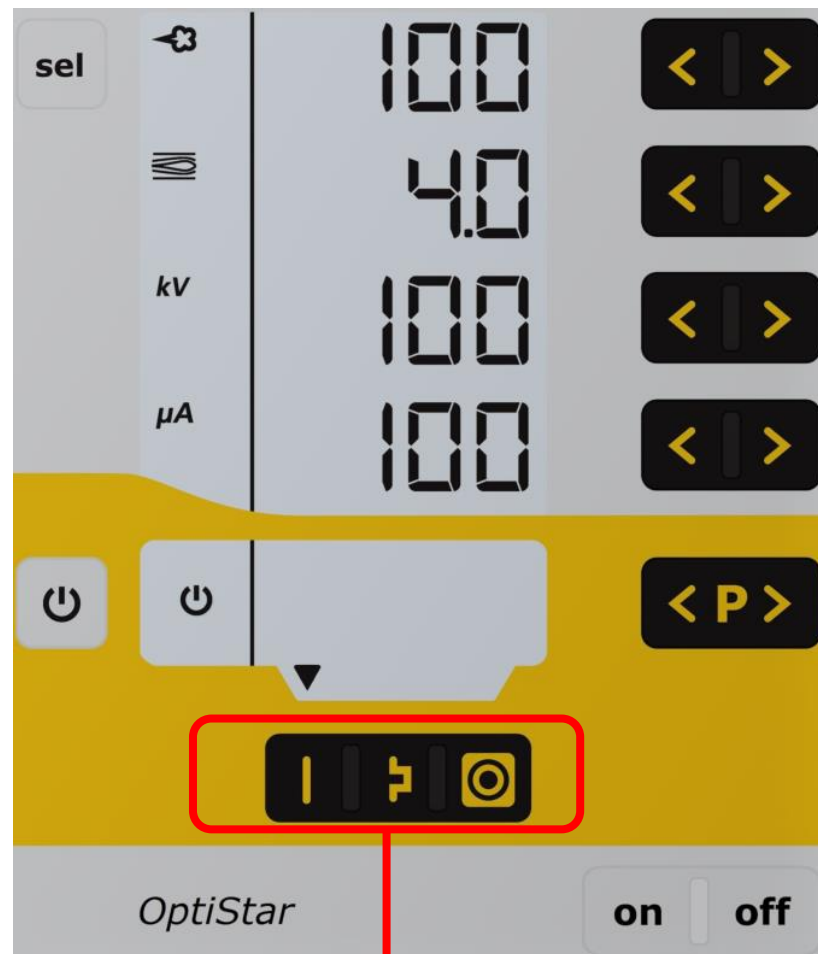 sel 100 < >
4.0 < >
kV 100 < >
µA 100 < >
< P >
OptiStar on off